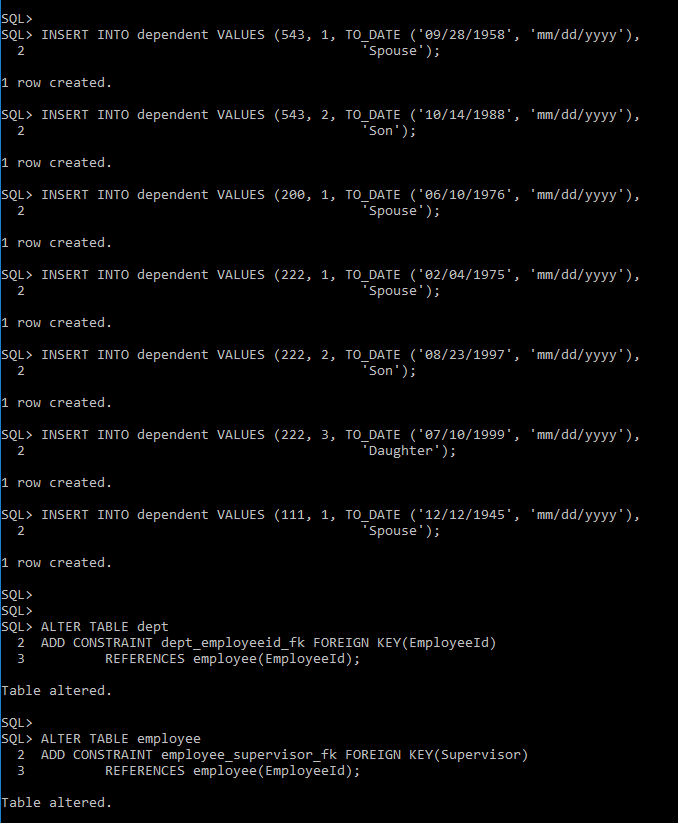 SQL>
SQL> INSERT INTO dependent VALUES (543, 1, TO_DATE ('09/28/1958', 'mm/dd/yyyy'),
  2                                          'Spouse');

1 row created.

SQL> INSERT INTO dependent VALUES (543, 2, TO_DATE ('10/14/1988', 'mm/dd/yyyy'),
  2                                          'Son');

1 row created.

SQL> INSERT INTO dependent VALUES (200, 1, TO_DATE ('06/10/1976', 'mm/dd/yyyy'),
  2                                          'Spouse');

1 row created.

SQL> INSERT INTO dependent VALUES (222, 1, TO_DATE ('02/04/1975', 'mm/dd/yyyy'),
  2                                          'Spouse');

1 row created.

SQL> INSERT INTO dependent VALUES (222, 2, TO_DATE ('08/23/1997', 'mm/dd/yyyy'),
  2                                          'Son');

1 row created.

SQL> INSERT INTO dependent VALUES (222, 3, TO_DATE ('07/10/1999', 'mm/dd/yyyy'),
  2                                          'Daughter');

1 row created.

SQL> INSERT INTO dependent VALUES (111, 1, TO_DATE ('12/12/1945', 'mm/dd/yyyy'),
  2                                          'Spouse');

1 row created.

SQL>
SQL>
SQL> ALTER TABLE dept
  2  ADD CONSTRAINT dept_employeeid_fk FOREIGN KEY(EmployeeId)
  3          REFERENCES employee(EmployeeId);

Table altered.

SQL>
SQL> ALTER TABLE employee
  2  ADD CONSTRAINT employee_supervisor_fk FOREIGN KEY(Supervisor)
  3          REFERENCES employee(EmployeeId);

Table altered.